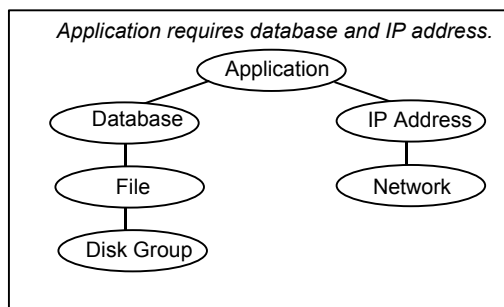 Application requires database and IP address.
Application
Database
IP Address
File
Network
Disk Group